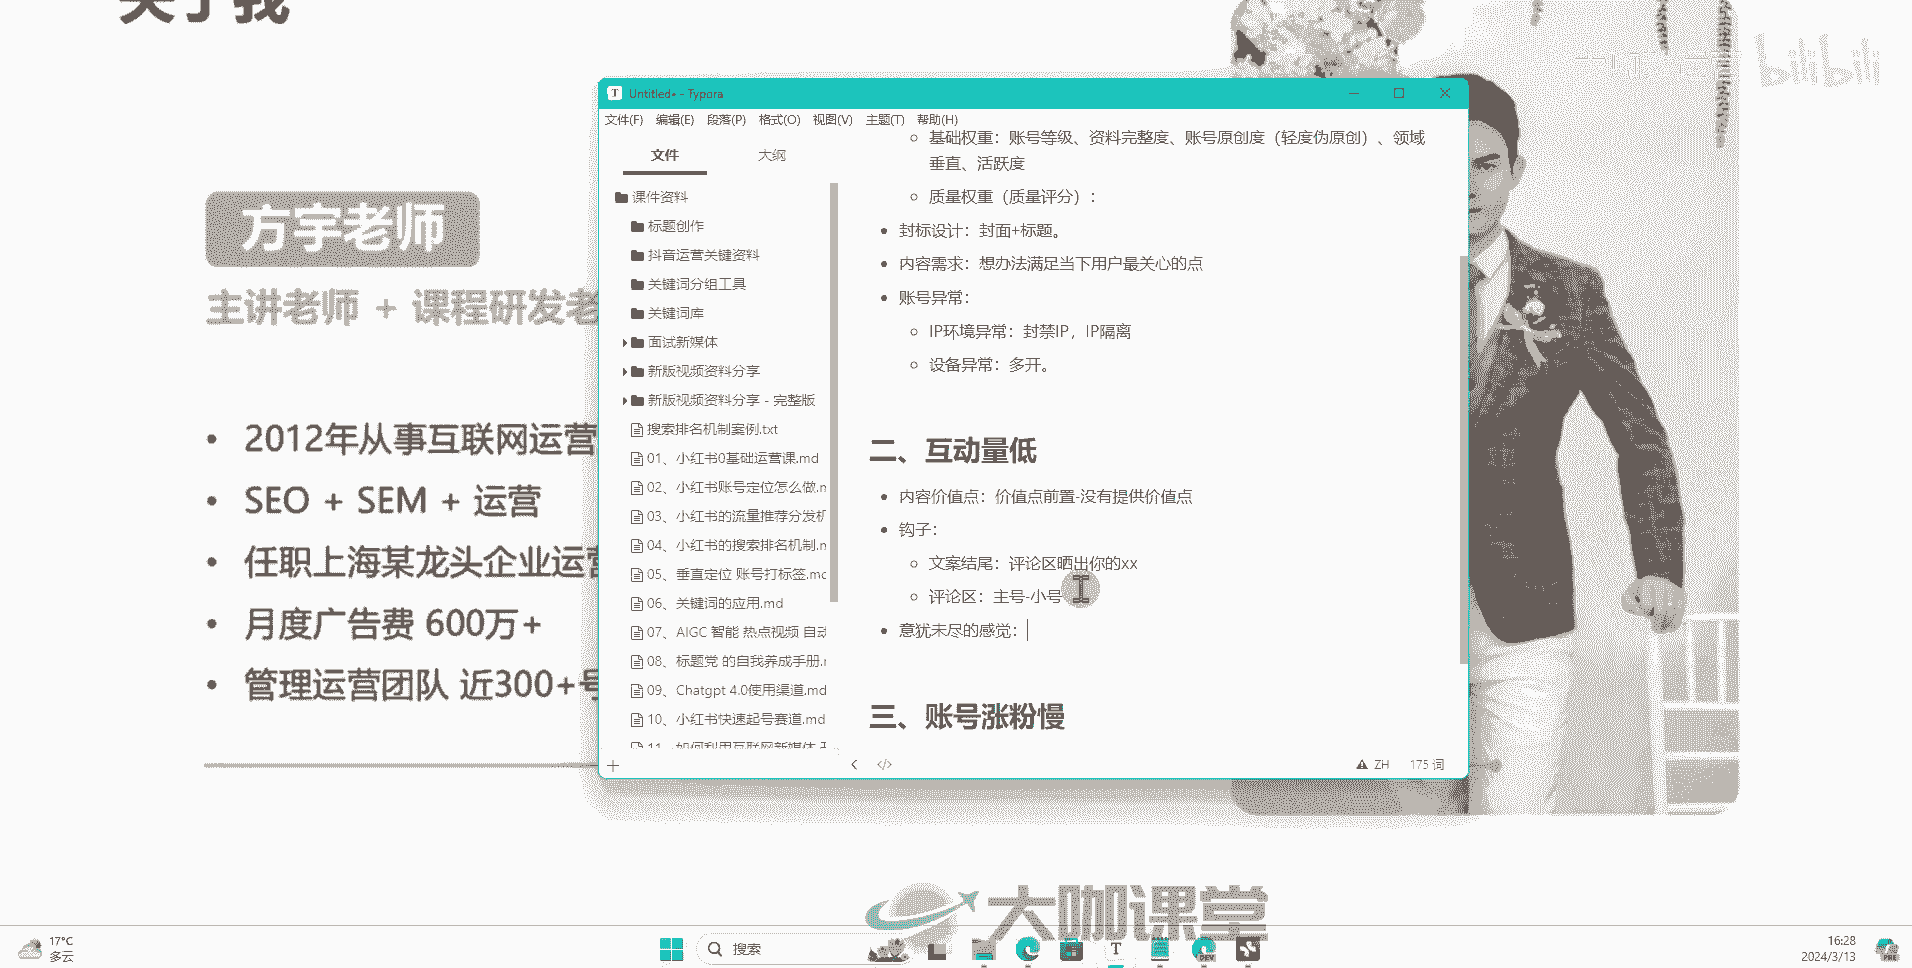 关于我
bilibili
方宇老师
主讲老师 + 课程研发老
• 2012年从事互联网运营
• SEO + SEM + 运营
• 任职上海某龙头企业运营
• 月度广告费 600万+
• 管理运营团队 近300+号
Untitled• - Typora
文件(F) 编辑(E) 段落(P) 格式(O) 视图(V) 主题(T) 帮助(H)
文件 大纲
课件资料
标题创作
抖音运营关键资料
关键词分组工具
关键词库
面试新媒体
新版视频资料分享
新版视频资料分享 - 完整版
搜索排名机制案例.txt
01、小红书0基础运营课.md
02、小红书账号定位怎么做.m
03、小红书的流量推荐分发机
04、小红书的搜索排名机制.m
05、垂直定位 账号打标签.md
06、关键词的应用.md
07、AIGC 智能 热点视频 自动
08、标题党 的自我养成手册.m
09、Chatgpt 4.0使用渠道.md
10、小红书快速起号赛道.md
11、如何利用互联网新媒体
基础权重：账号等级、资料完整度、账号原创度（轻度伪原创）、领域
垂直、活跃度
质量权重（质量评分）：
封标设计：封面+标题。
内容需求：想办法满足当下用户最关心的点
账号异常：
IP环境异常：封禁IP，IP隔离
设备异常：多开。
二、互动量低
内容价值点：价值点前置-没有提供价值点
钩子：
文案结尾：评论区晒出你的xx
评论区：主号-小号
意犹未尽的感觉：
三、账号涨粉慢
ZH 175 词
大咖课堂
17°C
多云
搜索
T
DEV
16:28
2024/3/13
PRE